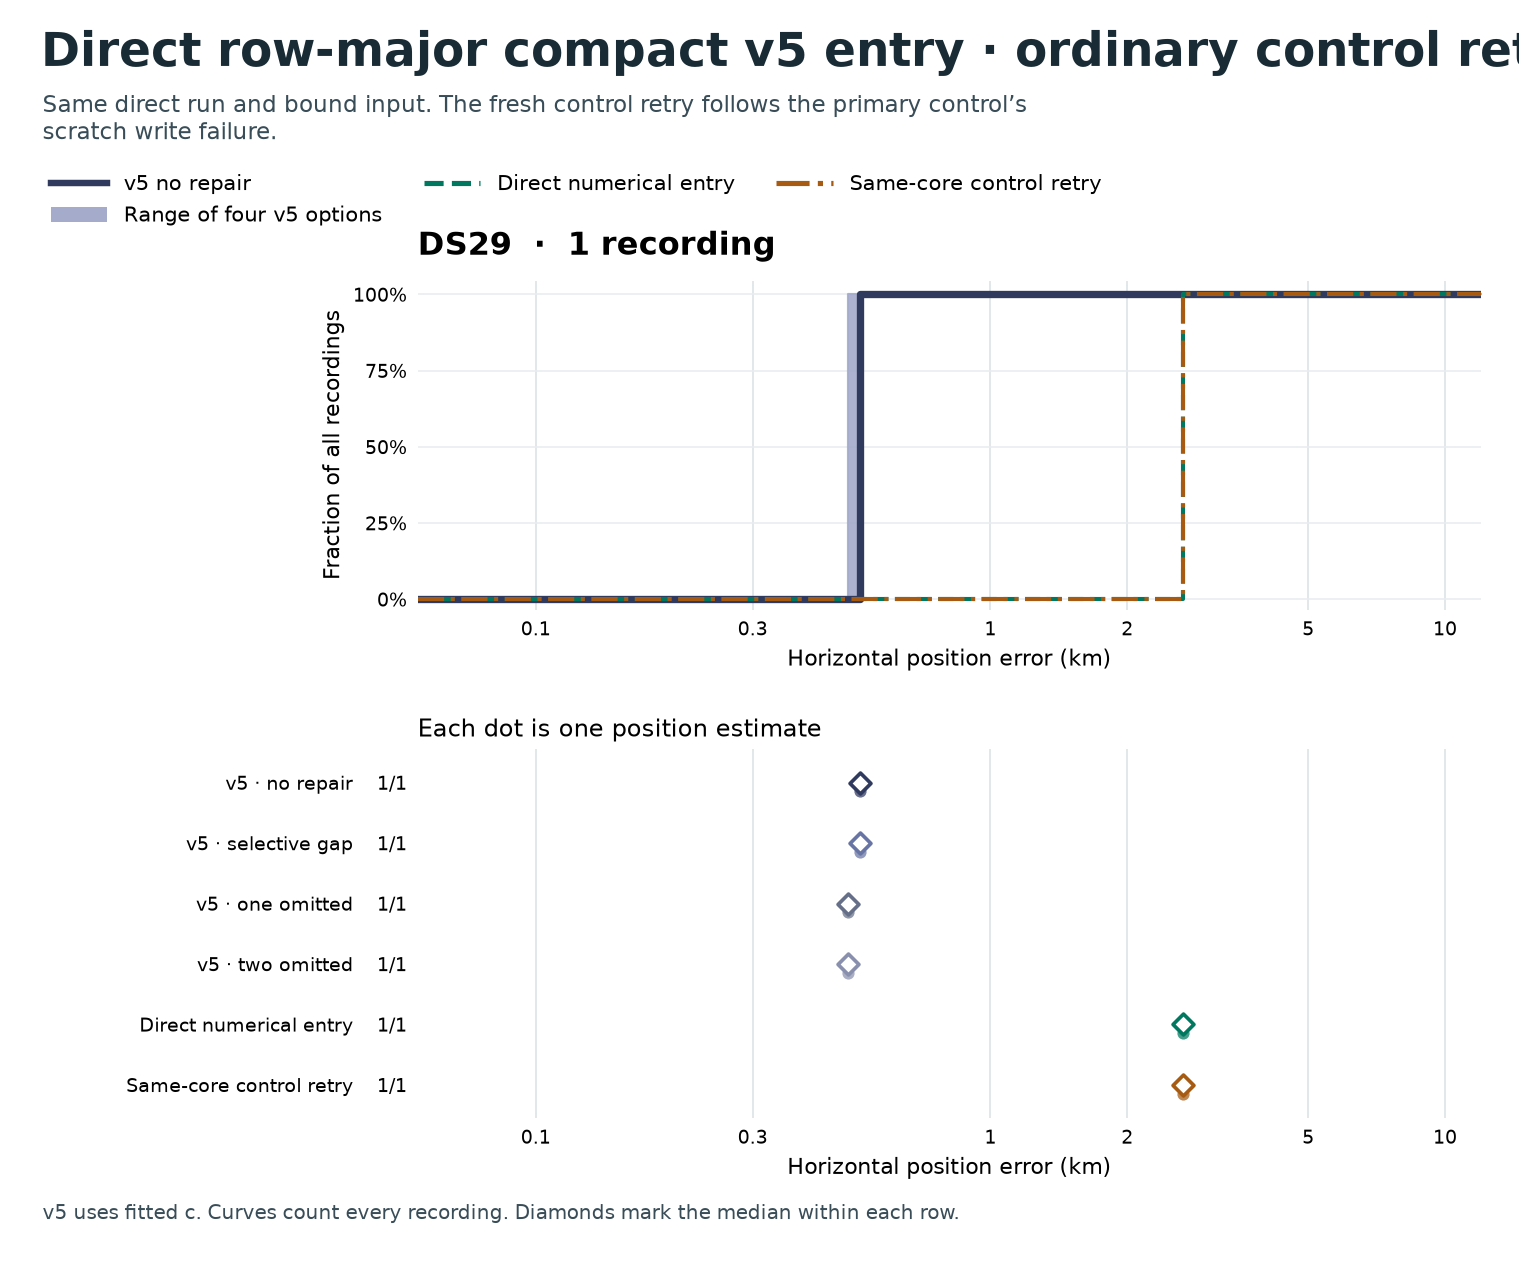 Direct row-major compact v5 entry · ordinary control
Same direct run and bound input. The fresh control retry follows the primary control’s
scratch write failure.
v5 no repair
Direct numerical entry
Same-core control retry
Range of four v5 options
DS29 · 1 recording
Fraction of all recordings
100%
75%
50%
25%
0%
0.1 0.3 1 2 5 10
Horizontal position error (km)
Each dot is one position estimate
v5 · no repair 1/1
v5 · selective gap 1/1
v5 · one omitted 1/1
v5 · two omitted 1/1
Direct numerical entry 1/1
Same-core control retry 1/1
0.1 0.3 1 2 5 10
Horizontal position error (km)
v5 uses fitted c. Curves count every recording. Diamonds mark the median within each row.